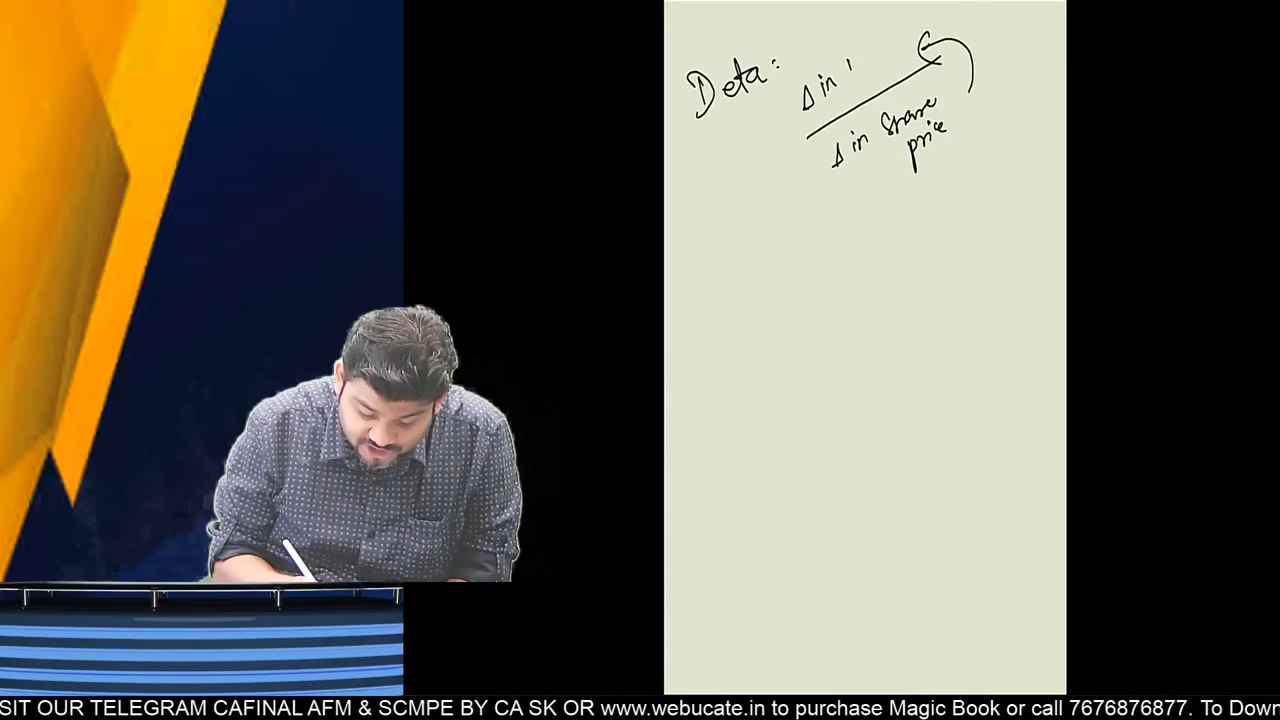 Deta: Δ in
Δ in share
price
SIT OUR TELEGRAM CAFINAL AFM & SCMPE BY CA SK OR www.webucate.in to purchase Magic Book or call 7676876877. To Down